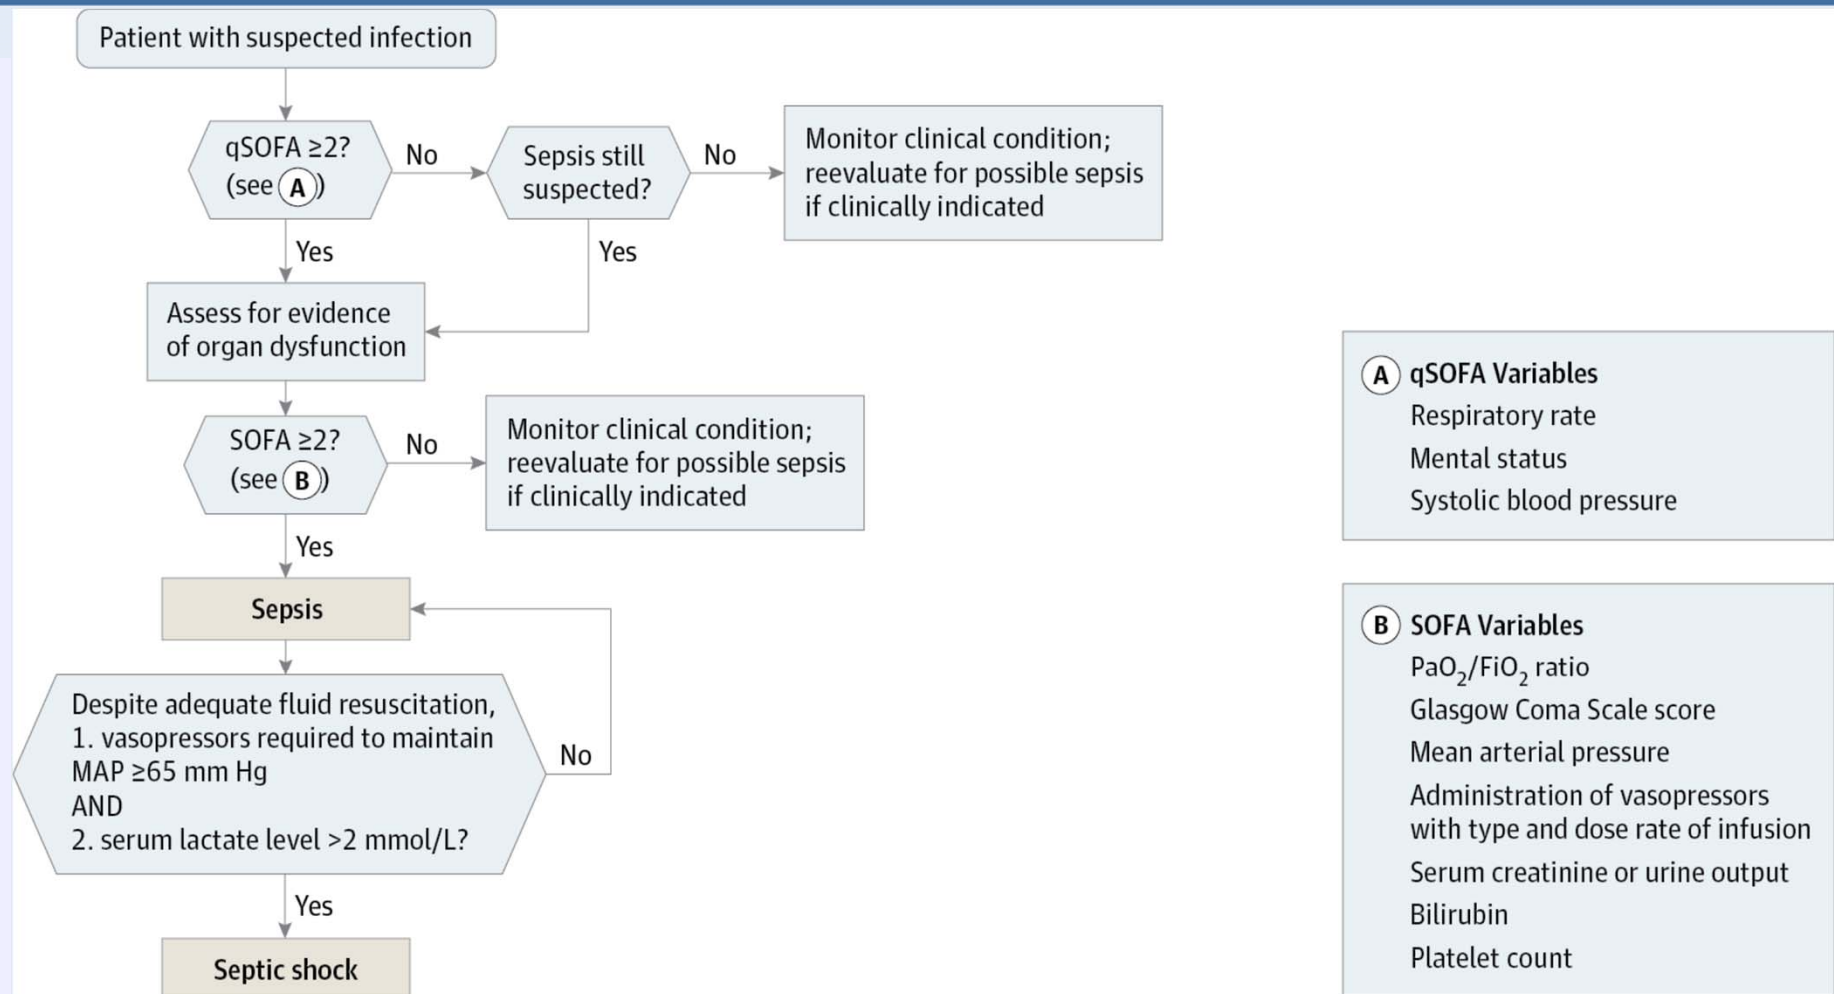 Patient with suspected infection
qSOFA ≥2?
(see A)
No
Sepsis still
suspected?
No
Monitor clinical condition;
reevaluate for possible sepsis
if clinically indicated
Yes
Yes
Assess for evidence
of organ dysfunction
SOFA ≥2?
(see B)
No
Monitor clinical condition;
reevaluate for possible sepsis
if clinically indicated
Yes
Sepsis
Despite adequate fluid resuscitation,
1. vasopressors required to maintain
MAP ≥65 mm Hg
AND
2. serum lactate level >2 mmol/L?
No
Yes
Septic shock
A qSOFA Variables
Respiratory rate
Mental status
Systolic blood pressure
B SOFA Variables
PaO₂/FiO₂ ratio
Glasgow Coma Scale score
Mean arterial pressure
Administration of vasopressors
with type and dose rate of infusion
Serum creatinine or urine output
Bilirubin
Platelet count